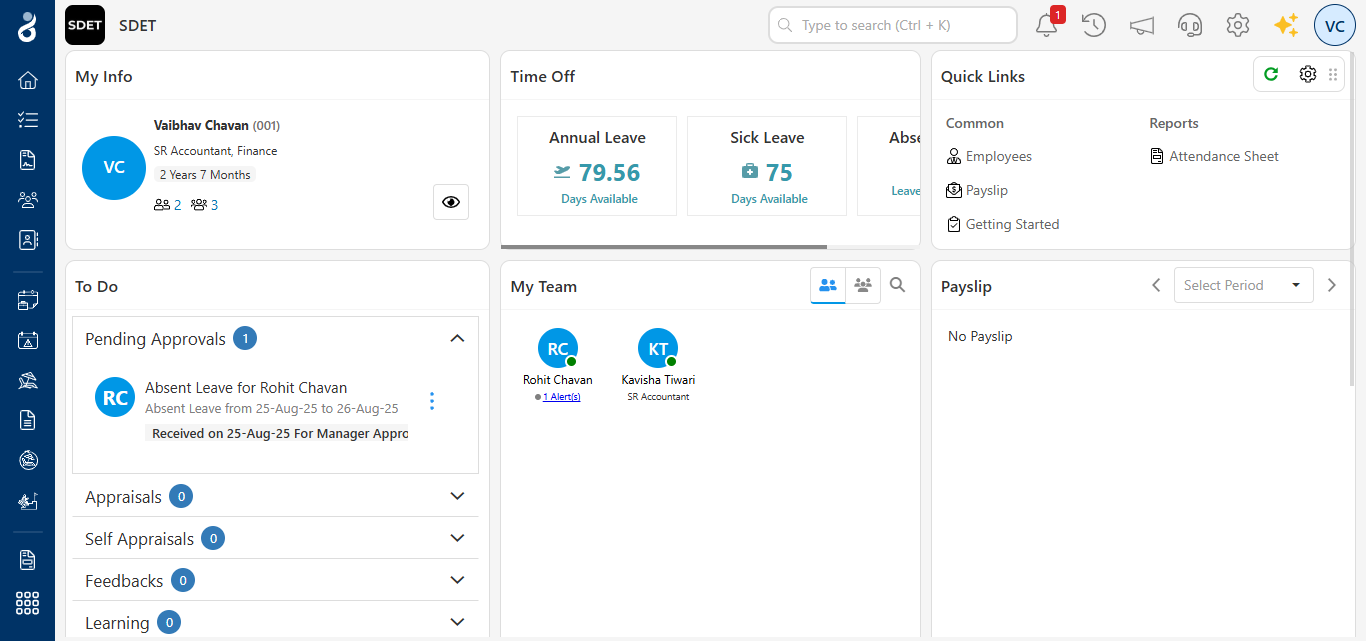 SDET
SDET
Type to search (Ctrl + K)
1
VC
My Info
VC
Vaibhav Chavan (001)
SR Accountant, Finance
2 Years 7 Months
2
3
Time Off
Annual Leave
79.56
Days Available
Sick Leave
75
Days Available
Abse
Leave
Quick Links
Common
Employees
Payslip
Getting Started
Reports
Attendance Sheet
To Do
Pending Approvals 1
RC
Absent Leave for Rohit Chavan
Absent Leave from 25-Aug-25 to 26-Aug-25
Received on 25-Aug-25 For Manager Appro
Appraisals 0
Self Appraisals 0
Feedbacks 0
Learning 0
My Team
RC
Rohit Chavan
1 Alert(s)
KT
Kavisha Tiwari
SR Accountant
Payslip
Select Period
No Payslip